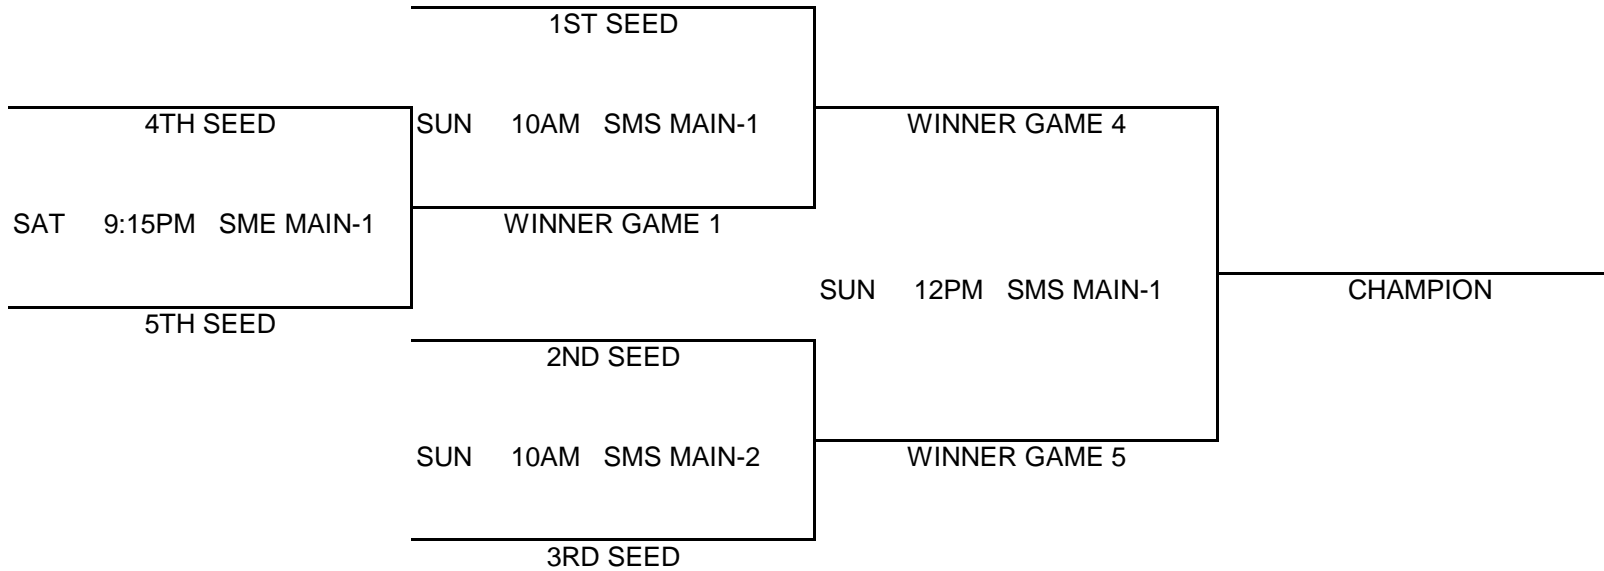 1ST SEED
4TH SEED
SUN 10AM SMS MAIN-1
WINNER GAME 4
SAT 9:15PM SME MAIN-1
WINNER GAME 1
SUN 12PM SMS MAIN-1
CHAMPION
5TH SEED
2ND SEED
SUN 10AM SMS MAIN-2
WINNER GAME 5
3RD SEED